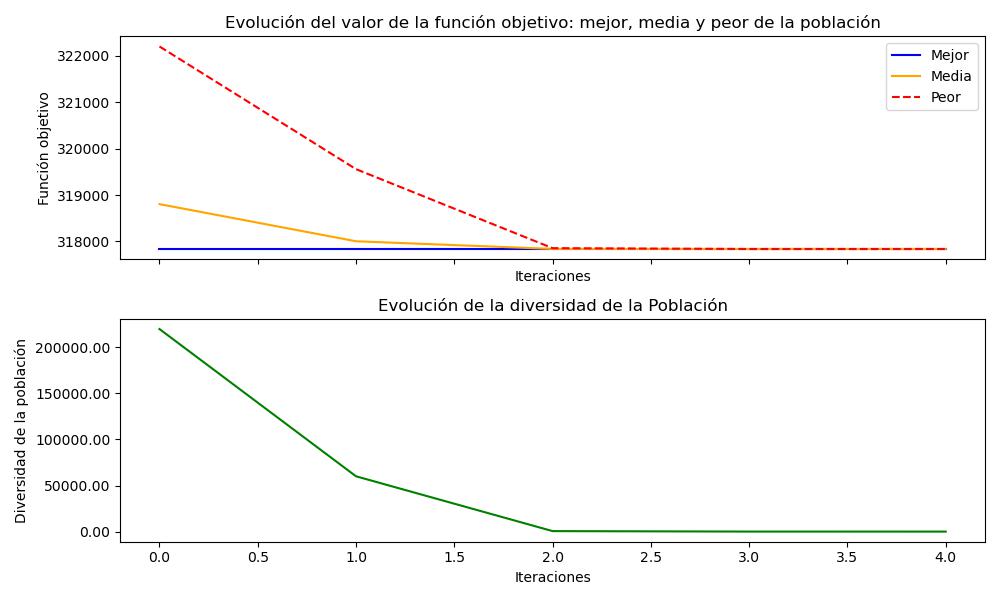 Evolución del valor de la función objetivo: mejor, media y peor de la población
Función objetivo
322000
321000
320000
319000
318000
Mejor
Media
Peor
Iteraciones
Evolución de la diversidad de la Población
Diversidad de la población
200000.00
150000.00
100000.00
50000.00
0.00
0.0 0.5 1.0 1.5 2.0 2.5 3.0 3.5 4.0
Iteraciones